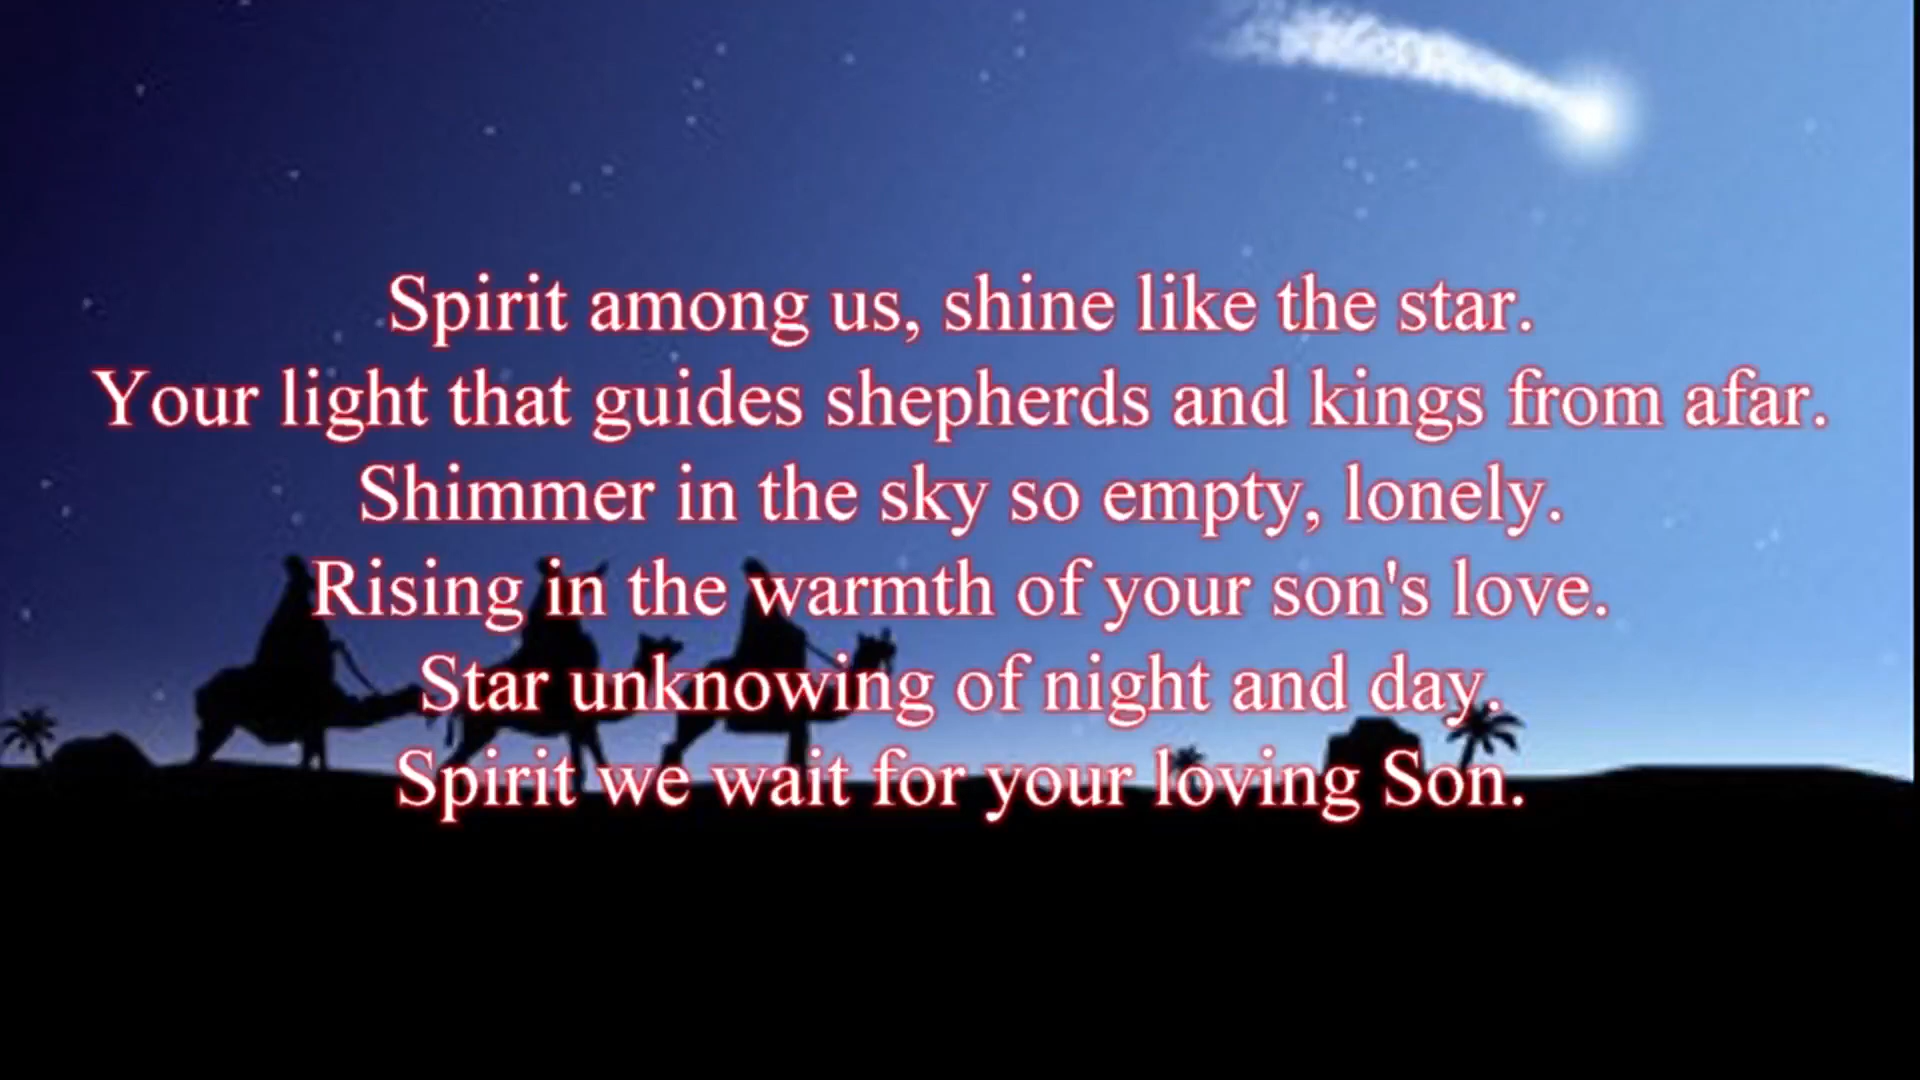 Spirit among us, shine like the star.
Your light that guides shepherds and kings from afar.
Shimmer in the sky so empty, lonely.
Rising in the warmth of your son's love.
Star unknowing of night and day.
Spirit we wait for your loving Son.